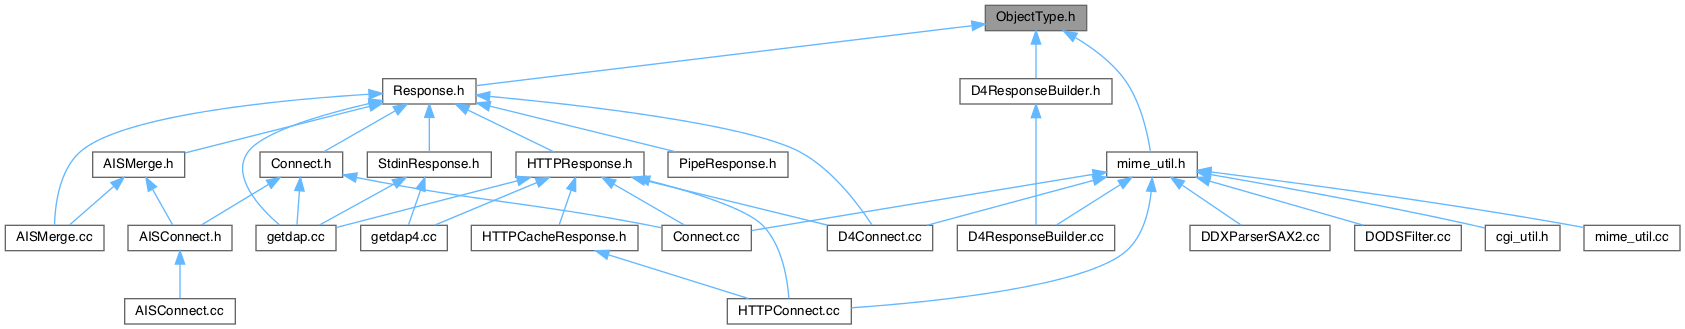 ObjectType.h
Response.h
D4ResponseBuilder.h
AISMerge.h
Connect.h
StdinResponse.h
HTTPResponse.h
PipeResponse.h
mime_util.h
AISMerge.cc
AISConnect.h
getdap.cc
getdap4.cc
HTTPCacheResponse.h
Connect.cc
D4Connect.cc
D4ResponseBuilder.cc
DDXParserSAX2.cc
DODSFilter.cc
cgi_util.h
mime_util.cc
AISConnect.cc
HTTPConnect.cc